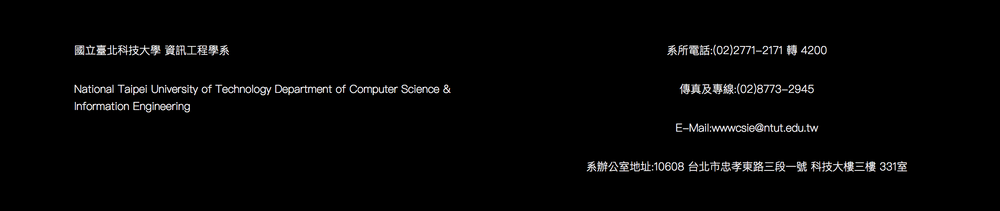 國立臺北科技大學 資訊工程學系
National Taipei University of Technology Department of Computer Science &
Information Engineering
系所電話:(02)2771-2171 轉 4200
傳真及專線:(02)8773-2945
E-Mail:wwwcsie@ntut.edu.tw
系辦公室地址:10608 台北市忠孝東路三段一號 科技大樓三樓 331室